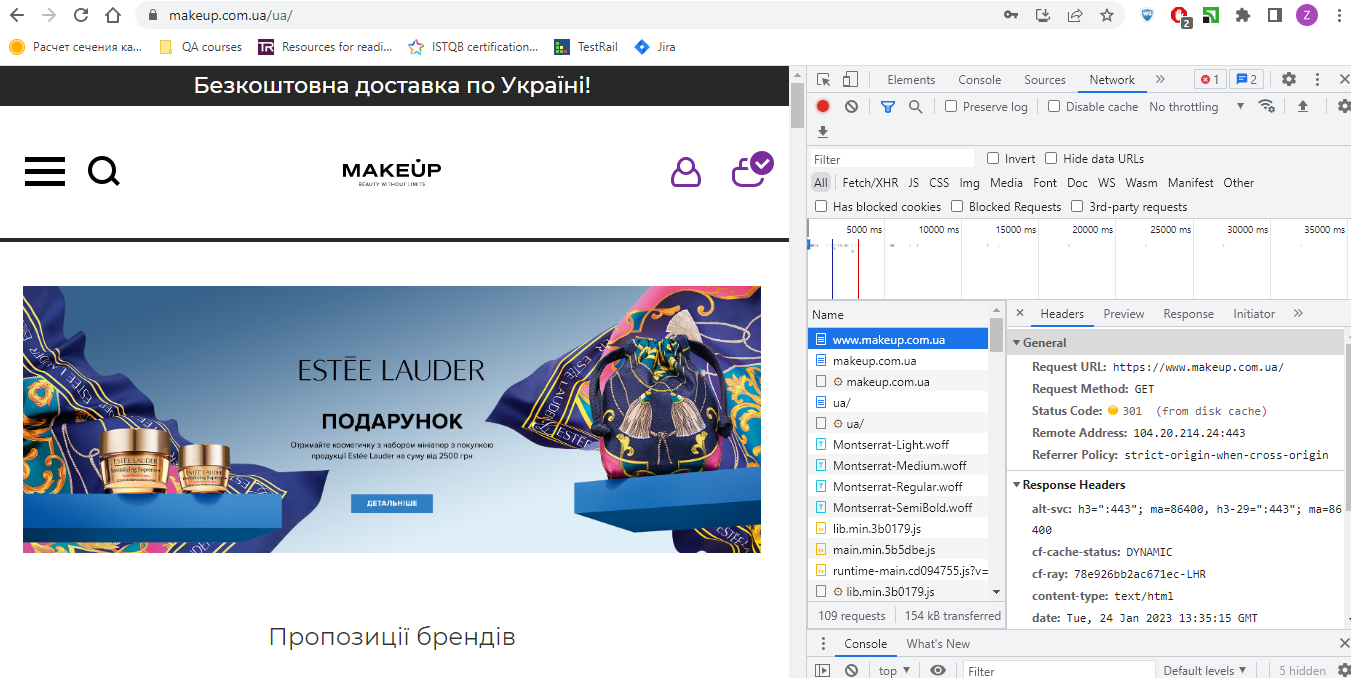 makeup.com.ua/ua/
2
Z
Расчет сечения ка...
QA courses
TR
Resources for readi...
ISTQB certification...
TestRail
Jira
Безкоштовна доставка по Україні!
MAKEUP
BEAUTY WITHOUT LIMITS
ESTĒE LAUDER
ПОДАРУНОК
Отримайте косметичку з набором мініатюр з покупкою
продукції Estée Lauder на суму від 2500 грн
ДЕТАЛЬНІШЕ
Пропозиції брендів
Elements Console Sources Network » 1 2
Preserve log Disable cache No throttling
Filter Invert Hide data URLs
All Fetch/XHR JS CSS Img Media Font Doc WS Wasm Manifest Other
Has blocked cookies Blocked Requests 3rd-party requests
5000 ms 10000 ms 15000 ms 20000 ms 25000 ms 30000 ms 35000 ms
Name
www.makeup.com.ua
makeup.com.ua
makeup.com.ua
ua/
ua/
Montserrat-Light.woff
Montserrat-Medium.woff
Montserrat-Regular.woff
Montserrat-SemiBold.woff
lib.min.3b0179.js
main.min.5b5dbe.js
runtime-main.cd094755.js?v=
lib.min.3b0179.js
109 requests 154 kB transferred
Headers Preview Response Initiator »
General
Request URL: https://www.makeup.com.ua/
Request Method: GET
Status Code: 301 (from disk cache)
Remote Address: 104.20.214.24:443
Referrer Policy: strict-origin-when-cross-origin
Response Headers
alt-svc: h3=":443"; ma=86400, h3-29=":443"; ma=86
400
cf-cache-status: DYNAMIC
cf-ray: 78e926bb2ac671ec-LHR
content-type: text/html
date: Tue, 24 Jan 2023 13:35:15 GMT
Console What's New
top Filter Default levels 5 hidden